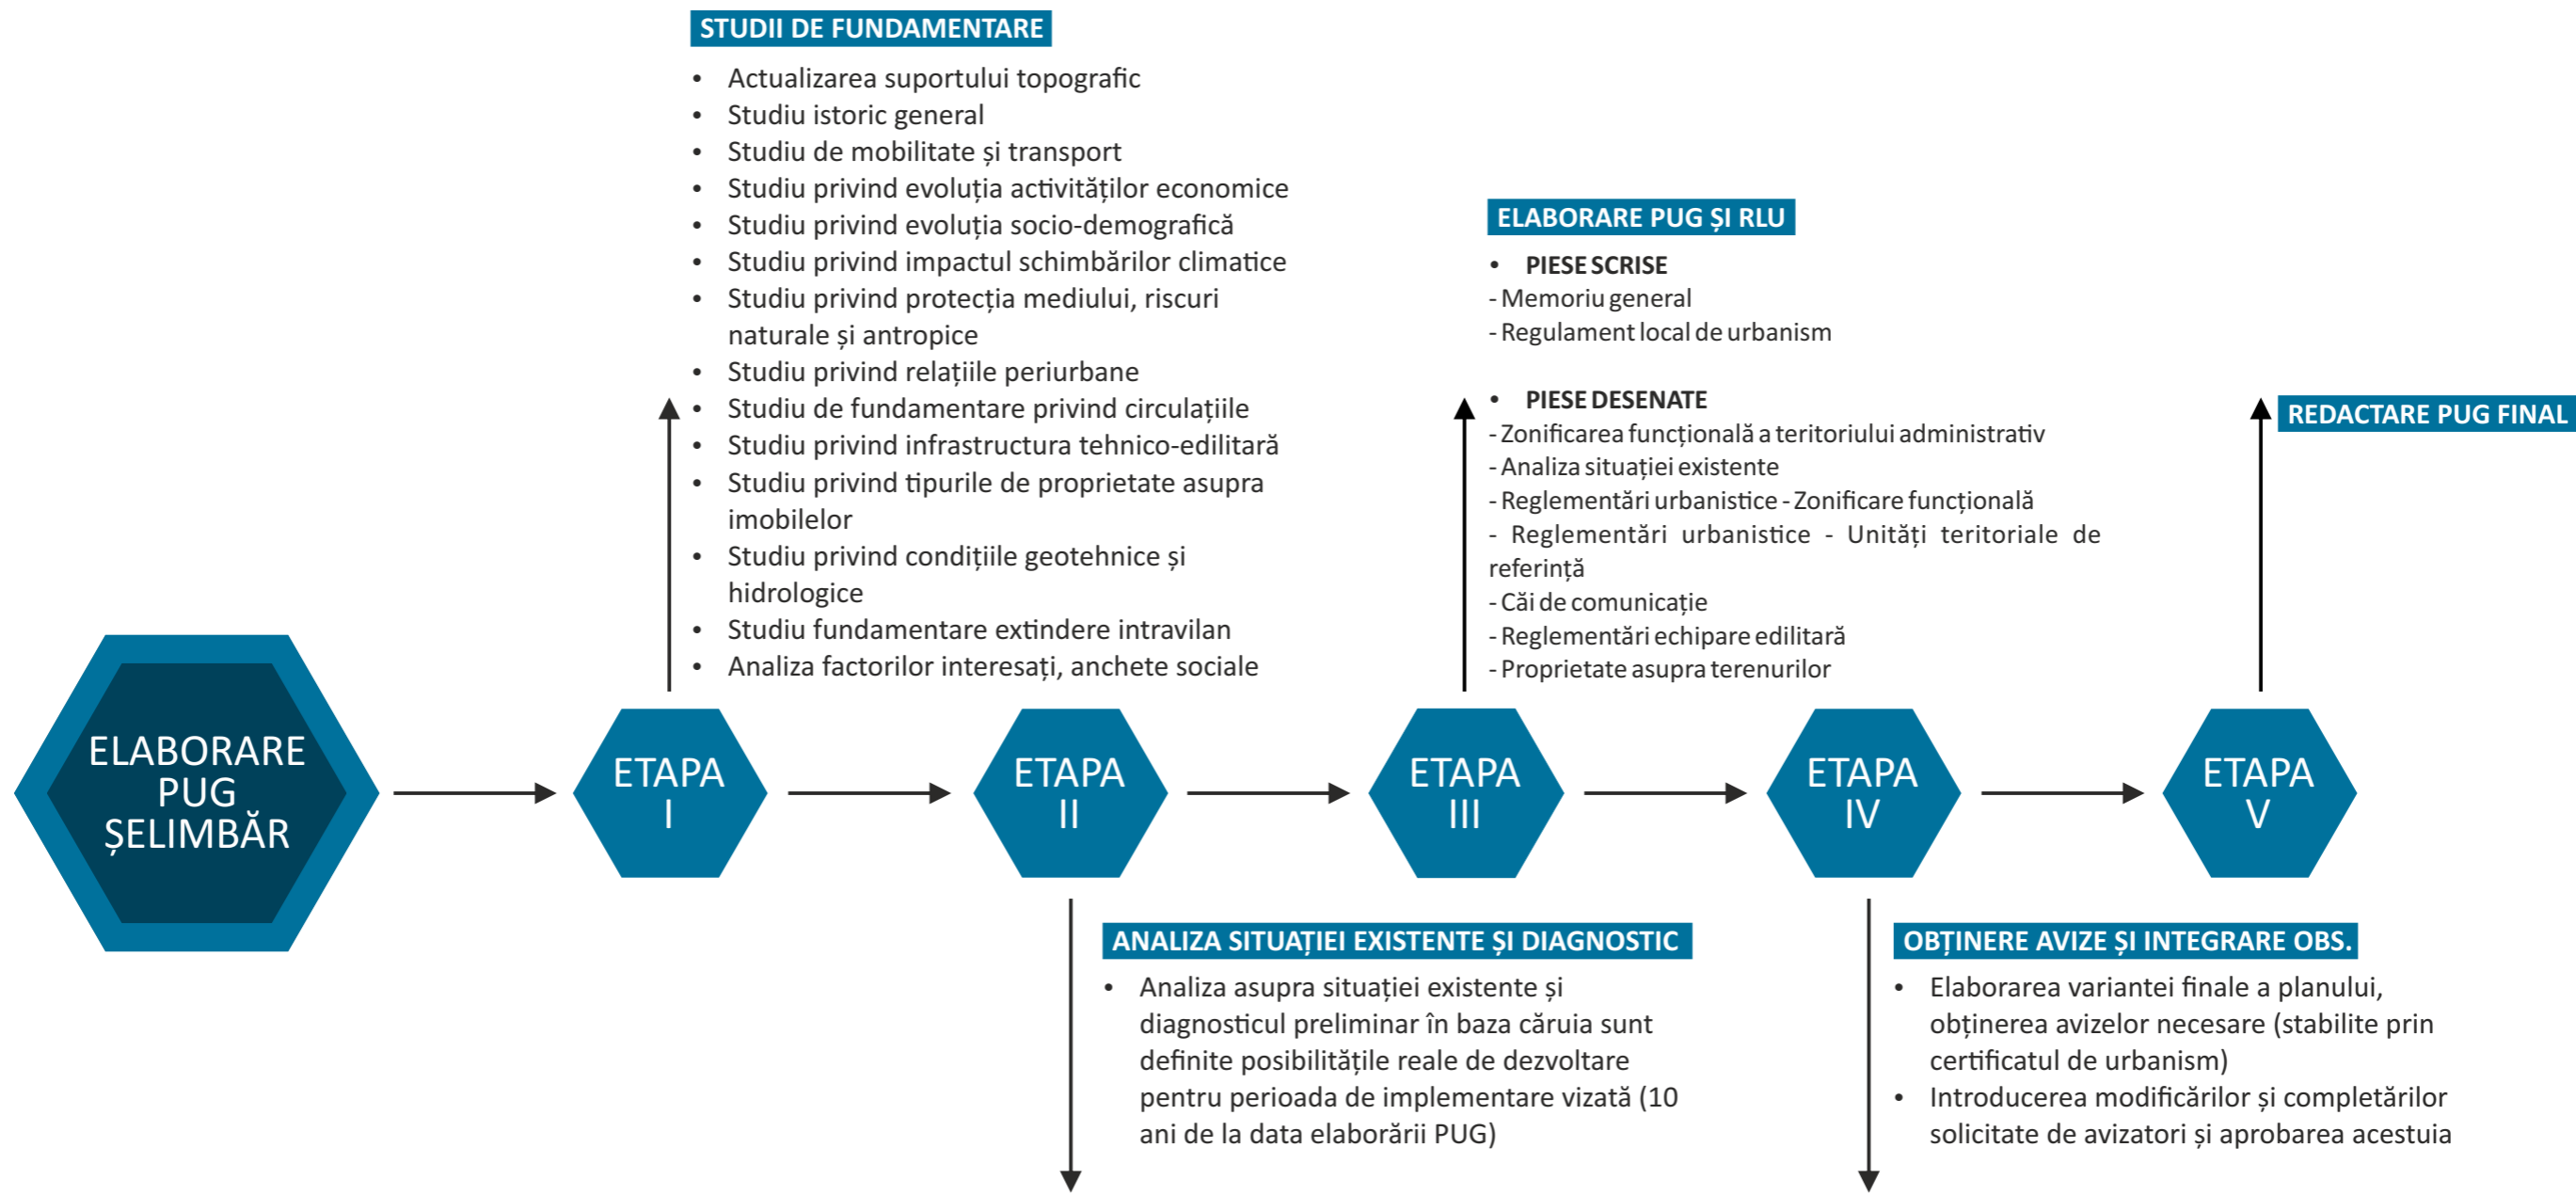 STUDII DE FUNDAMENTARE
• Actualizarea suportului topografic
• Studiu istoric general
• Studiu de mobilitate și transport
• Studiu privind evoluția activităților economice
• Studiu privind evoluția socio-demografică
• Studiu privind impactul schimbărilor climatice
• Studiu privind protecția mediului, riscuri
naturale și antropice
• Studiu privind relațiile periurbane
• Studiu de fundamentare privind circulațiile
• Studiu privind infrastructura tehnico-edilitară
• Studiu privind tipurile de proprietate asupra
imobilelor
• Studiu privind condițiile geotehnice și
hidrologice
• Studiu fundamentare extindere intravilan
• Analiza factorilor interesați, anchete sociale
ELABORARE PUG ȘI RLU
• PIESE SCRISE
- Memoriu general
- Regulament local de urbanism
• PIESE DESENATE
- Zonificarea funcțională a teritoriului administrativ
- Analiza situației existente
- Reglementări urbanistice - Zonificare funcțională
- Reglementări urbanistice - Unități teritoriale de
referință
- Căi de comunicație
- Reglementări echipare edilitară
- Proprietate asupra terenurilor
REDACTARE PUG FINAL
ELABORARE
PUG
ȘELIMBĂR
ETAPA
I
ETAPA
II
ETAPA
III
ETAPA
IV
ETAPA
V
ANALIZA SITUAȚIEI EXISTENTE ȘI DIAGNOSTIC
• Analiza asupra situației existente și
diagnosticul preliminar în baza căruia sunt
definite posibilitățile reale de dezvoltare
pentru perioada de implementare vizată (10
ani de la data elaborării PUG)
OBȚINERE AVIZE ȘI INTEGRARE OBS.
• Elaborarea variantei finale a planului,
obținerea avizelor necesare (stabilite prin
certificatul de urbanism)
• Introducerea modificărilor și completărilor
solicitate de avizatori și aprobarea acestuia